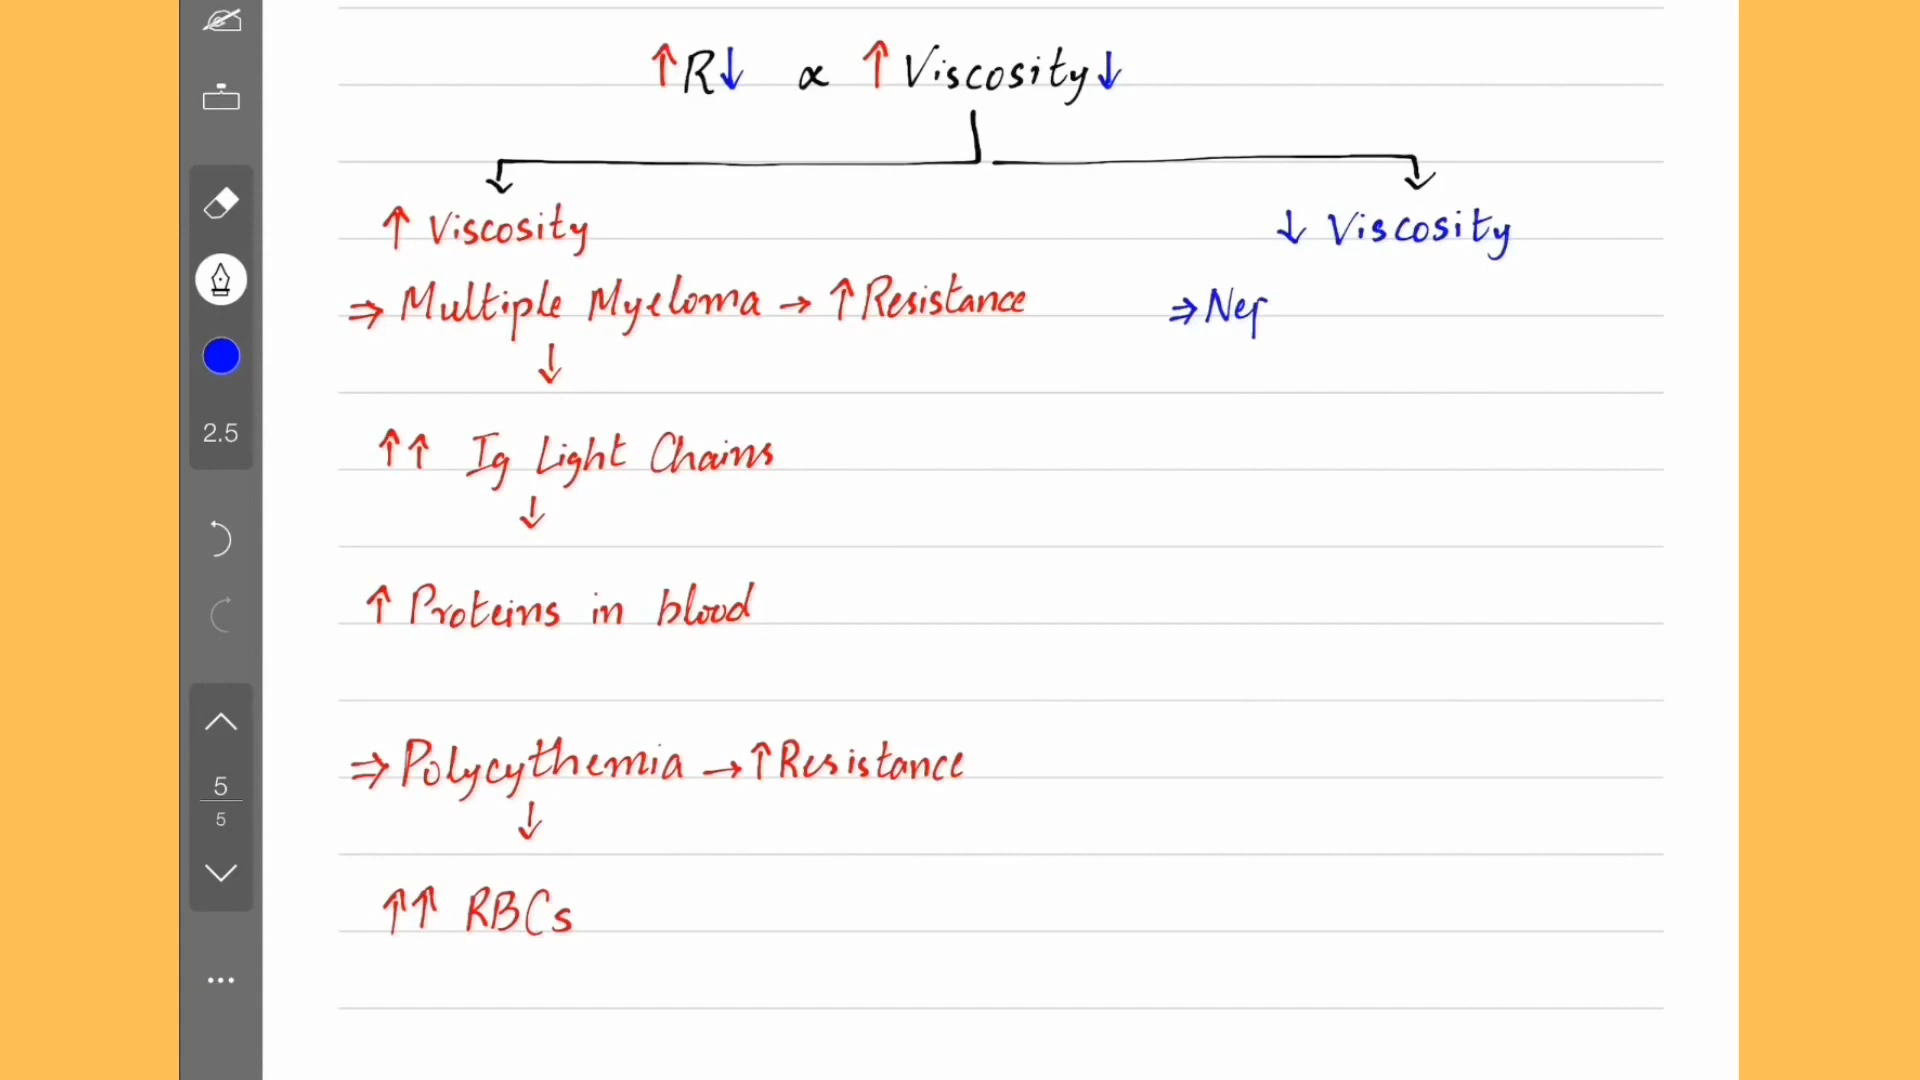 ↑R↓ ∝ ↑Viscosity↓
↑ Viscosity
↓ Viscosity
⇒ Multiple Myeloma → ↑Resistance
⇒ Nep
↓
2.5
↑↑ Ig Light Chains
↓
↑ Proteins in blood
⇒ Polycythemia → ↑Resistance
5
5
↓
↑↑ RBCs